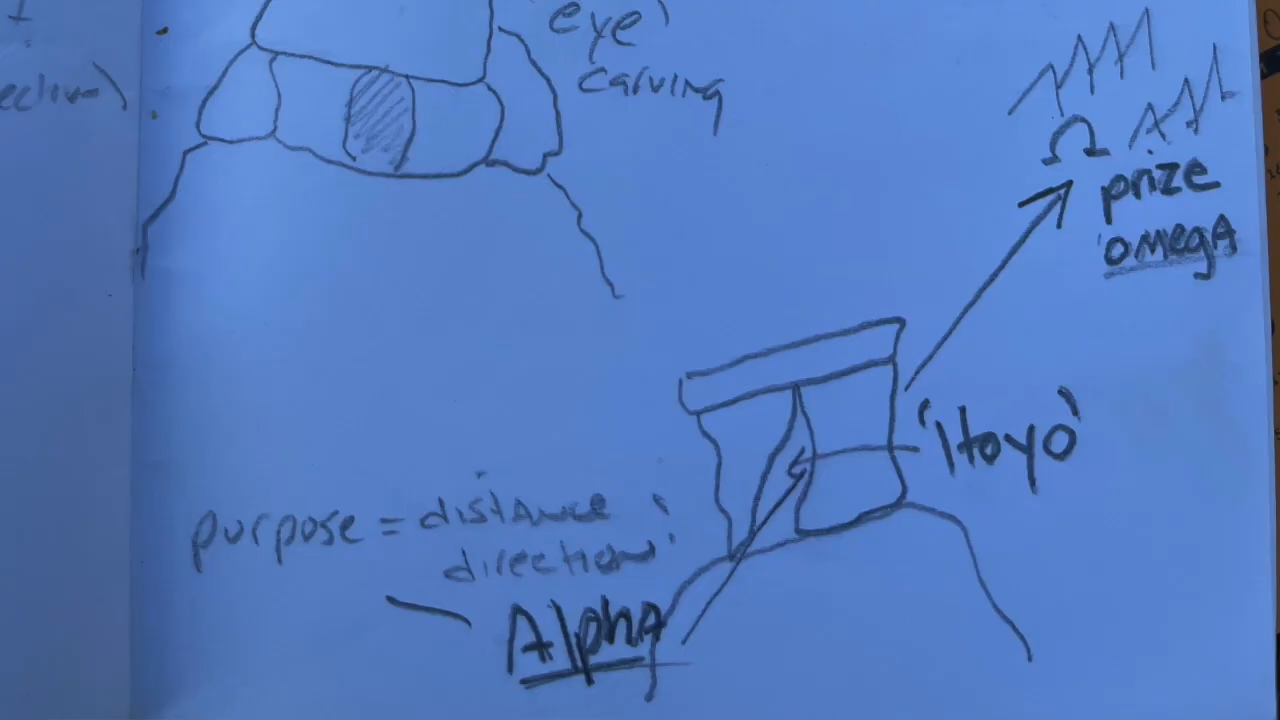 'eye'
carving
Ω
prize
'omegA
'Itoyo'
purpose = distance
direction
AlphA